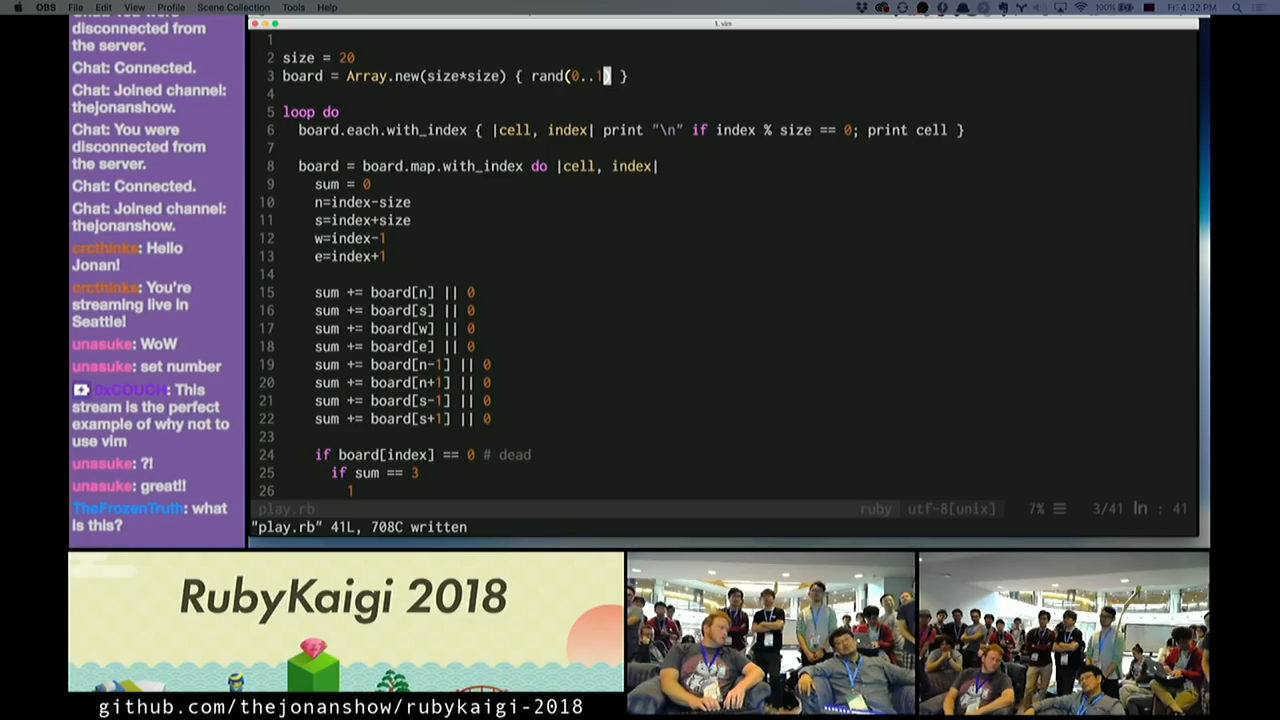 OBS File Edit View Profile Scene Collection Tools Help
100% Fri 4:22 PM
disconnected from
the server.
Chat: Connected.
Chat: Joined channel:
thejonanshow.
Chat: You were
disconnected from
the server.
Chat: Connected.
Chat: Joined channel:
thejonanshow.
crcthinks: Hello
Jonan!
crcthinks: You're
streaming live in
Seattle!
unasuke: WoW
unasuke: set number
0xCOUCH: This
stream is the perfect
example of why not to
use vim
unasuke: ?!
unasuke: great!!
TheFrozenTruth: what
is this?
1. vim
1
2 size = 20
3 board = Array.new(size*size) { rand(0..1) }
4
5 loop do
6 board.each.with_index { |cell, index| print "\n" if index % size == 0; print cell }
7
8 board = board.map.with_index do |cell, index|
9 sum = 0
10 n=index-size
11 s=index+size
12 w=index-1
13 e=index+1
14
15 sum += board[n] || 0
16 sum += board[s] || 0
17 sum += board[w] || 0
18 sum += board[e] || 0
19 sum += board[n-1] || 0
20 sum += board[n+1] || 0
21 sum += board[s-1] || 0
22 sum += board[s+1] || 0
23
24 if board[index] == 0 # dead
25 if sum == 3
26 1
play.rb ruby utf-8[unix] 7% ☰ 3/41 ln : 41
"play.rb" 41L, 708C written
RubyKaigi 2018
github.com/thejonanshow/rubykaigi-2018